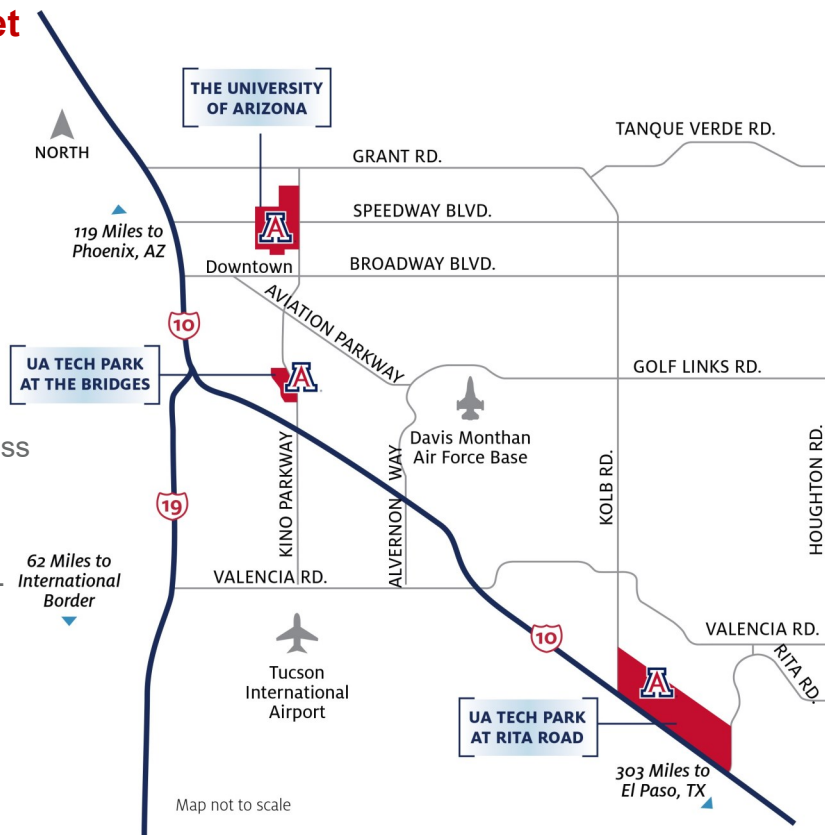 et
THE UNIVERSITY
OF ARIZONA
TANQUE VERDE RD.
NORTH
GRANT RD.
A
SPEEDWAY BLVD.
119 Miles to
Phoenix, AZ
Downtown
BROADWAY BLVD.
AVIATION PARKWAY
10
UA TECH PARK
AT THE BRIDGES
A
GOLF LINKS RD.
Davis Monthan
Air Force Base
ss
KINO PARKWAY
ALVERNON WAY
KOLB RD.
HOUGHTON RD.
19
62 Miles to
International
Border
VALENCIA RD.
10
VALENCIA RD.
RITA RD.
Tucson
International
Airport
A
UA TECH PARK
AT RITA ROAD
303 Miles to
El Paso, TX
Map not to scale